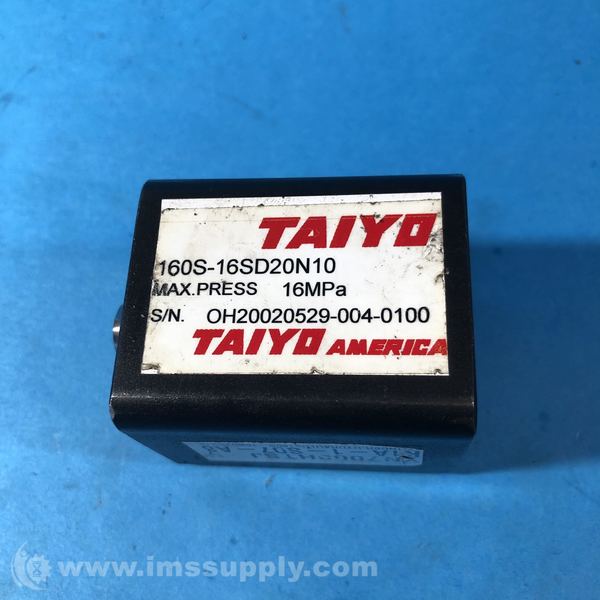 TAIYO
160S-16SD20N10
MAX.PRESS 16MPa
S/N. OH20020529-004-0100
TAIYO AMERICA
www.imssupply.com